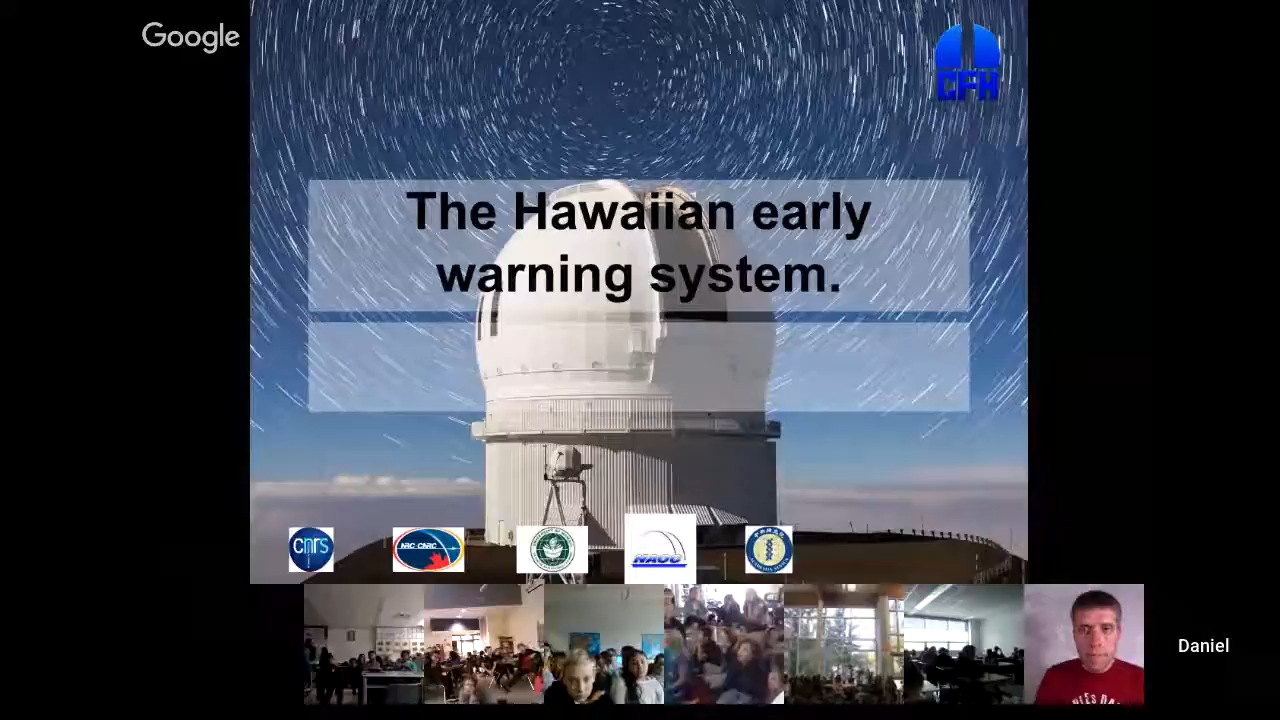 Google
CFH
The Hawaiian early
warning system.
cnrs
NRC·CNRC
NAOC
Daniel